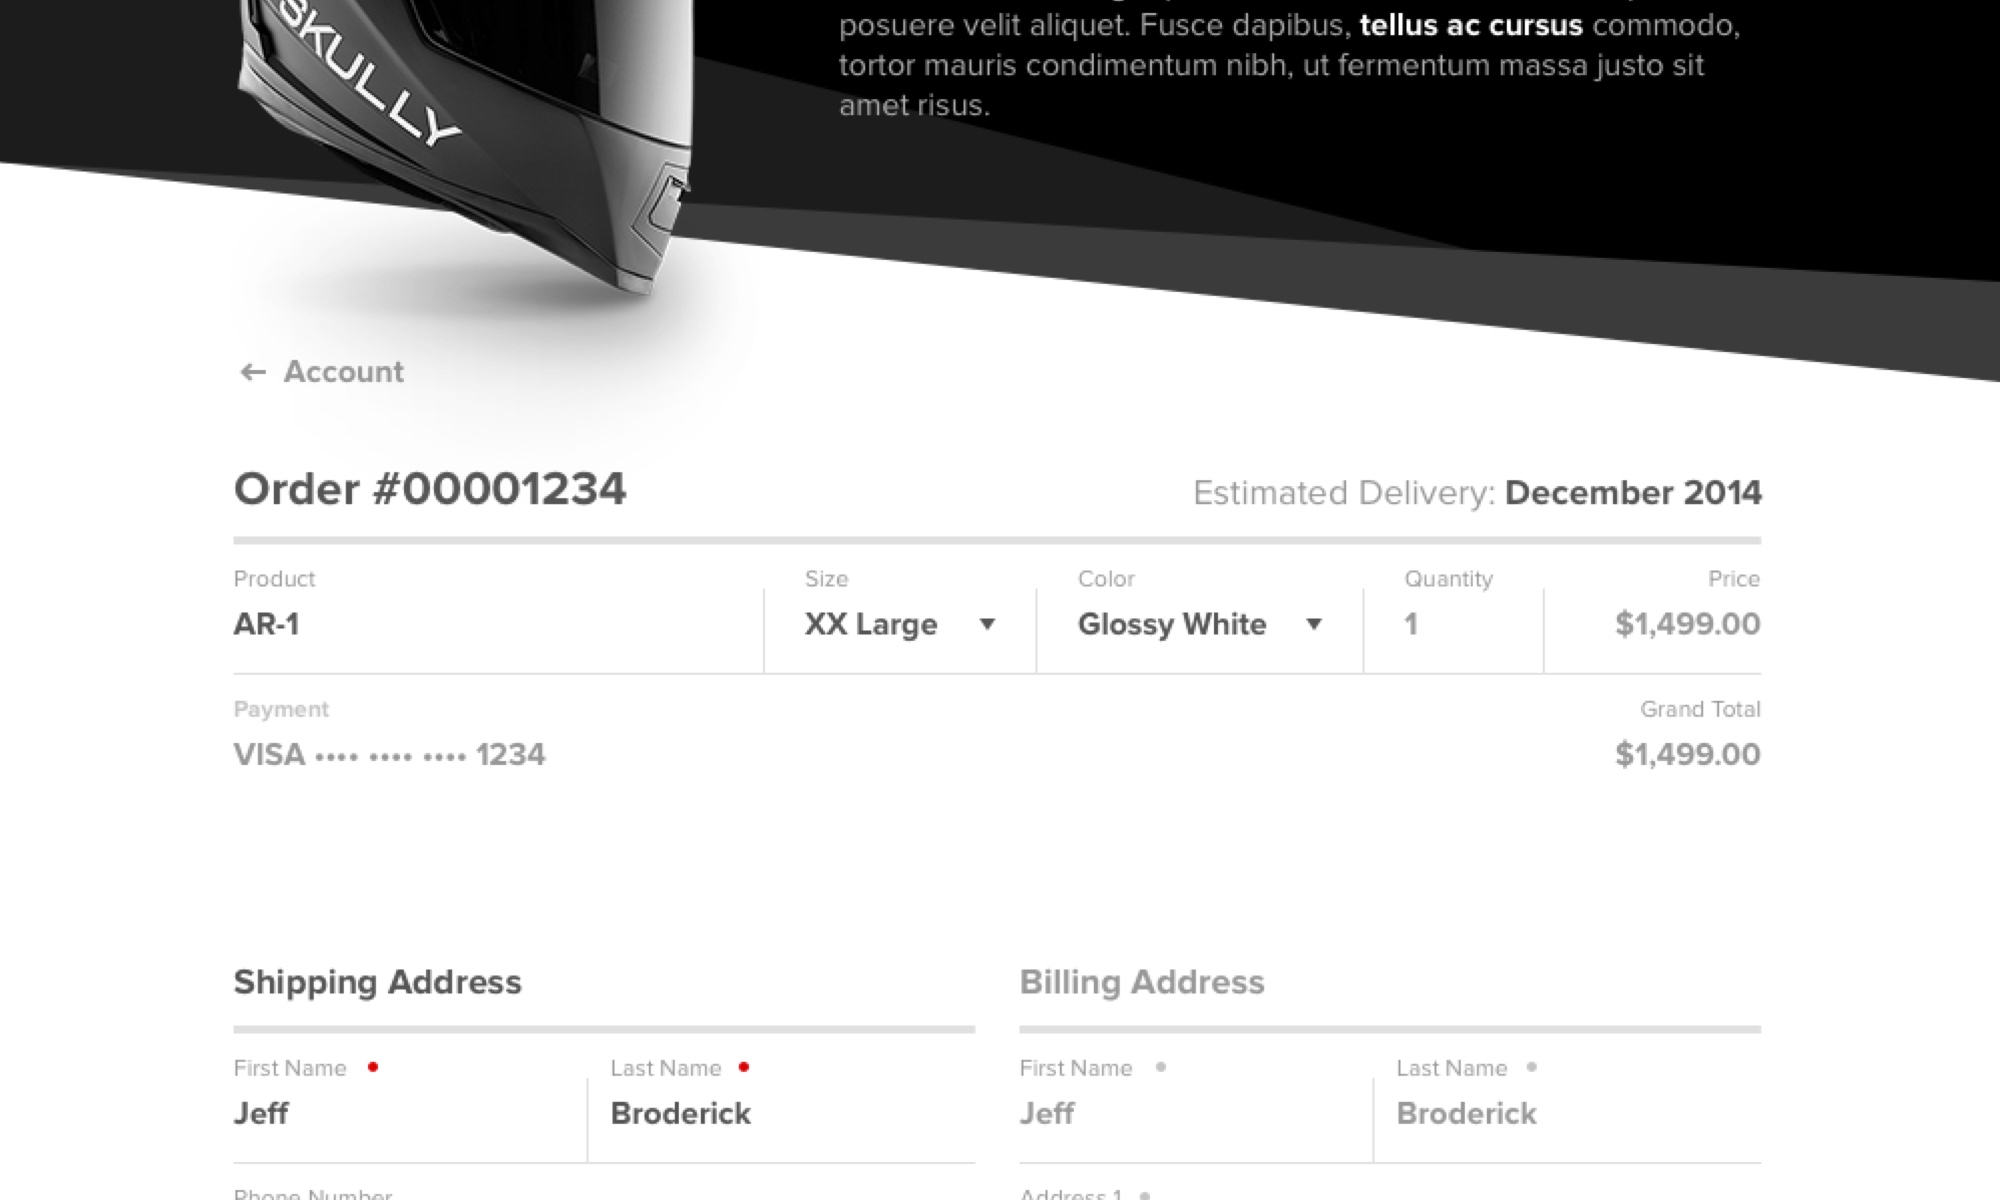 SKULLY
posuere velit aliquet. Fusce dapibus, tellus ac cursus commodo,
tortor mauris condimentum nibh, ut fermentum massa justo sit
amet risus.
← Account
Order #00001234
Estimated Delivery: December 2014
Product Size Color Quantity Price
AR-1 XX Large ▼ Glossy White ▼ 1 $1,499.00
Payment Grand Total
VISA •••• •••• •••• 1234 $1,499.00
Shipping Address
Billing Address
First Name • Last Name • First Name • Last Name •
Jeff Broderick Jeff Broderick
Phone Number Address 1 •